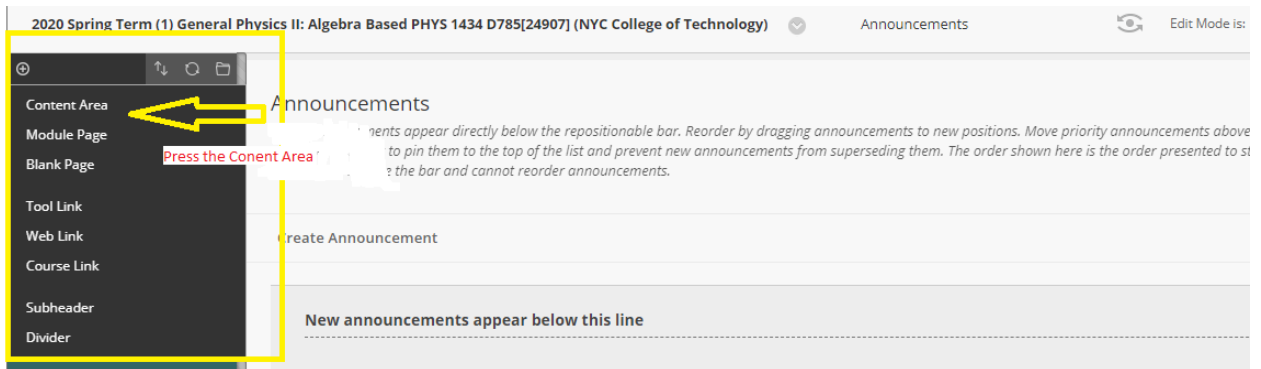 2020 Spring Term (1) General Physics II: Algebra Based PHYS 1434 D785[24907] (NYC College of Technology) Announcements Edit Mode is:
Content Area
Module Page
Blank Page
Tool Link
Web Link
Course Link
Subheader
Divider
Press the Conent Area
Announcements
appear directly below the repositionable bar. Reorder by dragging announcements to new positions. Move priority announcements above
to pin them to the top of the list and prevent new announcements from superseding them. The order shown here is the order presented to
the bar and cannot reorder announcements.
Create Announcement
New announcements appear below this line